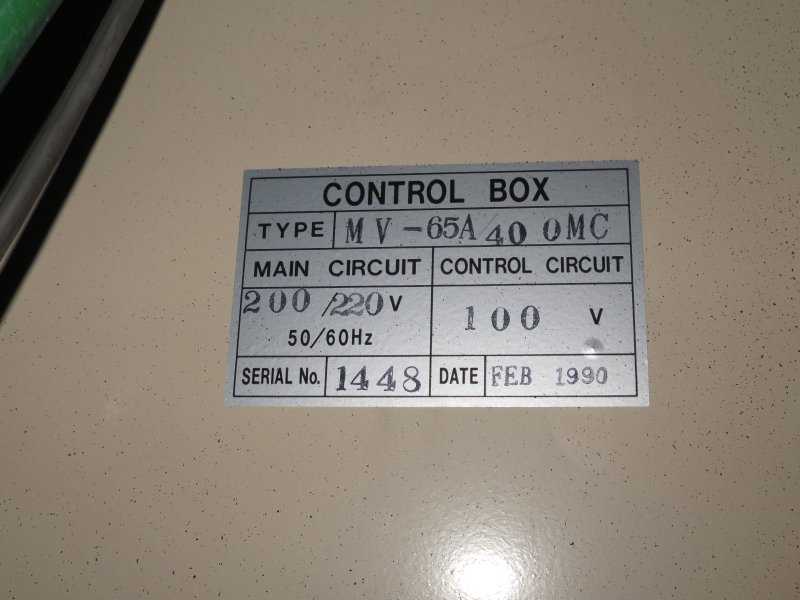 CONTROL BOX
TYPE MV-65A/40 0MC
MAIN CIRCUIT CONTROL CIRCUIT
200/220V 100 V
50/60Hz
SERIAL No. 1448 DATE FEB 1990